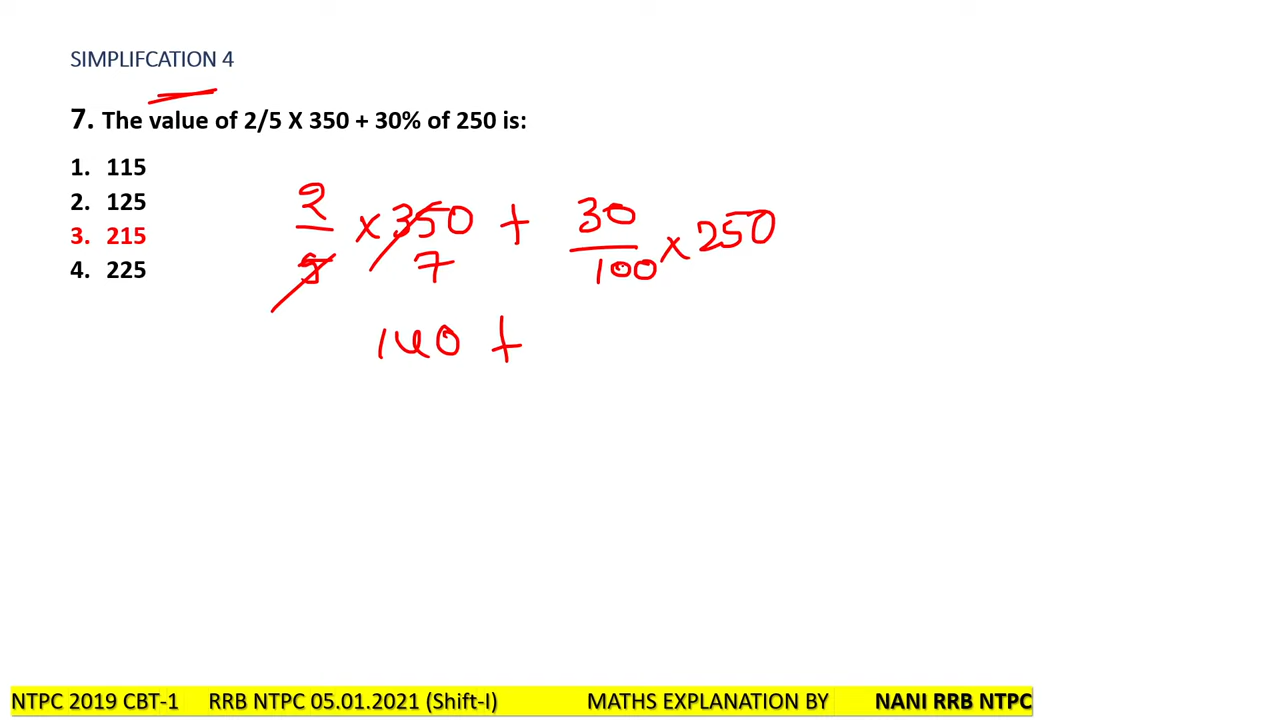 SIMPLIFCATION 4
7. The value of 2/5 X 350 + 30% of 250 is:
1. 115
2. 125
3. 215
4. 225
2/5 × 350 + 30/100 × 250
7
140 +
NTPC 2019 CBT-1 RRB NTPC 05.01.2021 (Shift-I) MATHS EXPLANATION BY NANI RRB NTPC